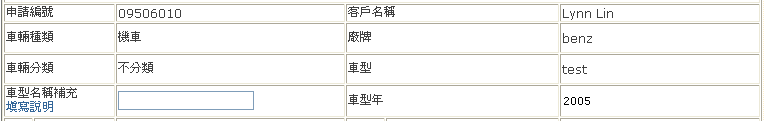 申請編號 09506010 客戶名稱 Lynn Lin
車輛種類 機車 廠牌 benz
車輛分類 不分類 車型 test
車型名稱補充
填寫說明
車型年 2005